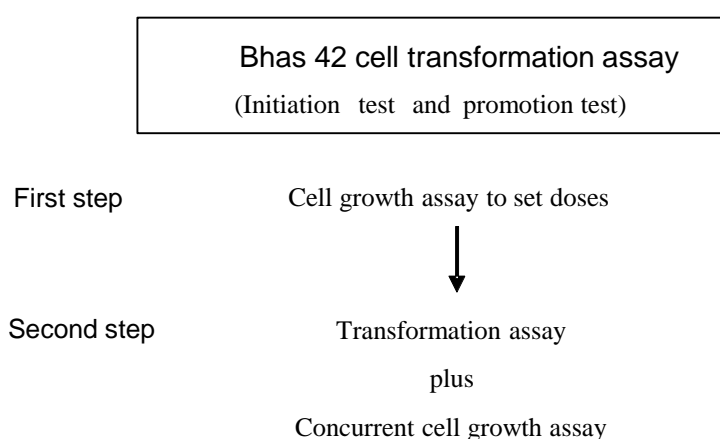 Bhas 42 cell transformation assay
(Initiation test and promotion test)
First step Cell growth assay to set doses
Second step Transformation assay
plus
Concurrent cell growth assay